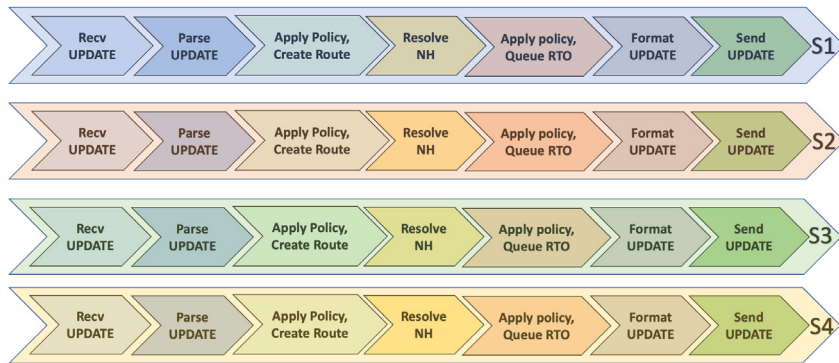 Recv UPDATE
Parse UPDATE
Apply Policy, Create Route
Resolve NH
Apply policy, Queue RTO
Format UPDATE
Send UPDATE
S1
Recv UPDATE
Parse UPDATE
Apply Policy, Create Route
Resolve NH
Apply policy, Queue RTO
Format UPDATE
Send UPDATE
S2
Recv UPDATE
Parse UPDATE
Apply Policy, Create Route
Resolve NH
Apply policy, Queue RTO
Format UPDATE
Send UPDATE
S3
Recv UPDATE
Parse UPDATE
Apply Policy, Create Route
Resolve NH
Apply policy, Queue RTO
Format UPDATE
Send UPDATE
S4